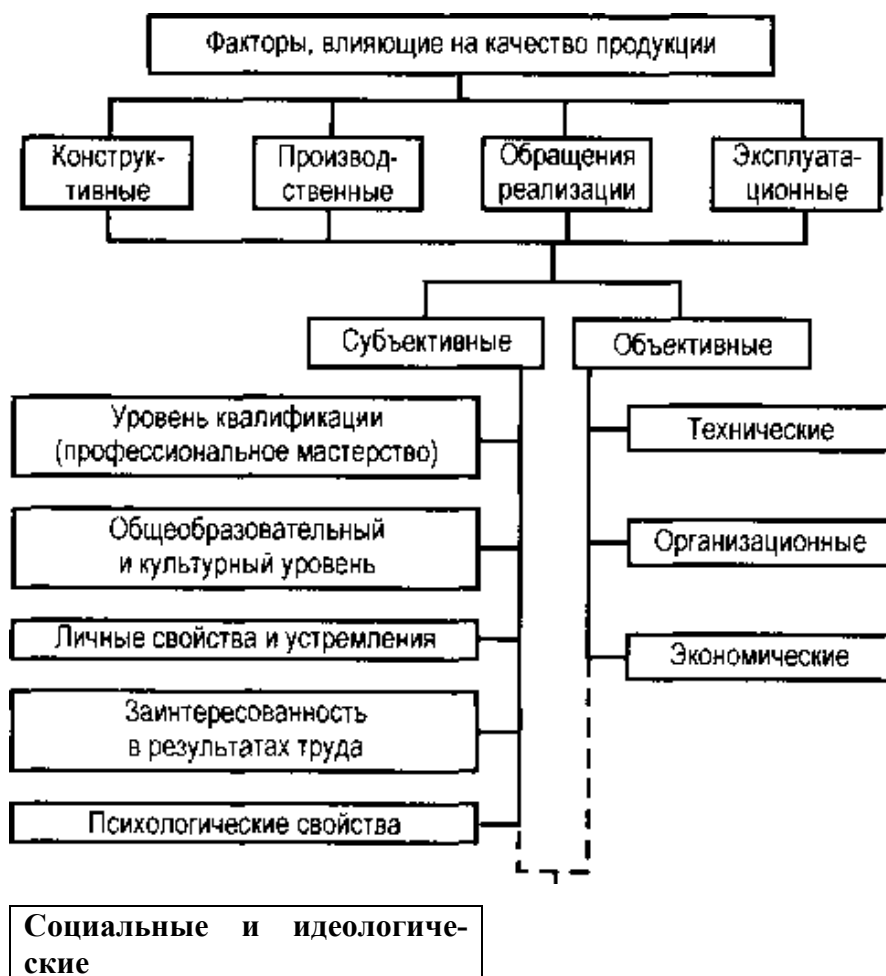 Факторы, влияющие на качество продукции
Конструк-
тивные
Производ-
ственные
Обращения
реализации
Эксплуата-
ционные
Субъективные
Объективные
Уровень квалификации
(профессиональное мастерство)
Общеобразовательный
и культурный уровень
Личные свойства и устремления
Заинтересованность
в результатах труда
Психологические свойства
Технические
Организационные
Экономические
Социальные и идеологиче-
ские